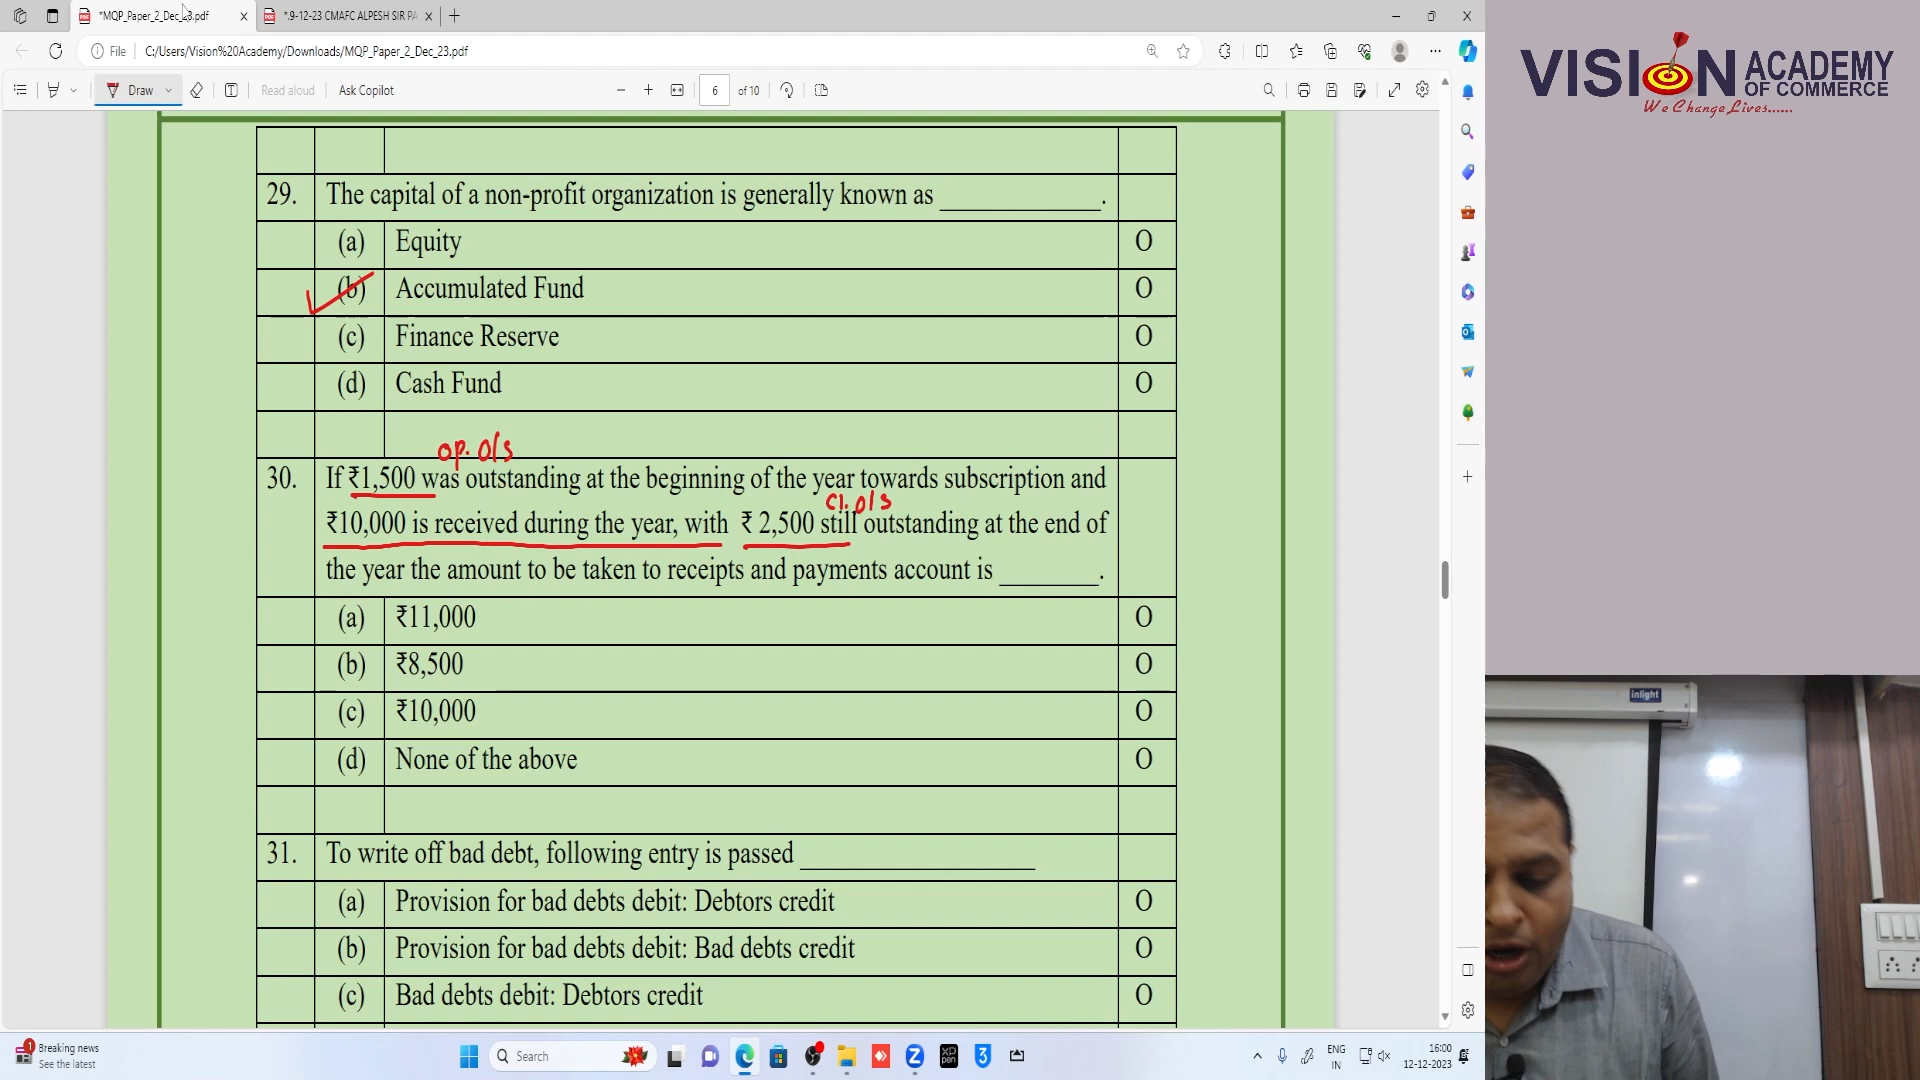 *MQP_Paper_2_Dec_23.pdf
*.9-12-23 CMAFC ALPESH SIR PA
File C:/Users/Vision%20Academy/Downloads/MQP_Paper_2_Dec_23.pdf
Draw
Read aloud
Ask Copilot
6 of 10
VISION ACADEMY
OF COMMERCE
We Change Lives......
29. The capital of a non-profit organization is generally known as ____________.
(a) Equity O
(b) Accumulated Fund O
(c) Finance Reserve O
(d) Cash Fund O
op. o/s
30. If ₹1,500 was outstanding at the beginning of the year towards subscription and
cl. o/s
₹10,000 is received during the year, with ₹ 2,500 still outstanding at the end of
the year the amount to be taken to receipts and payments account is ________.
(a) ₹11,000 O
(b) ₹8,500 O
(c) ₹10,000 O
(d) None of the above O
31. To write off bad debt, following entry is passed __________________
(a) Provision for bad debts debit: Debtors credit O
(b) Provision for bad debts debit: Bad debts credit O
(c) Bad debts debit: Debtors credit O
inlight
1
Breaking news
See the latest
Search
XP
PEN
ENG
IN
16:00
12-12-2023